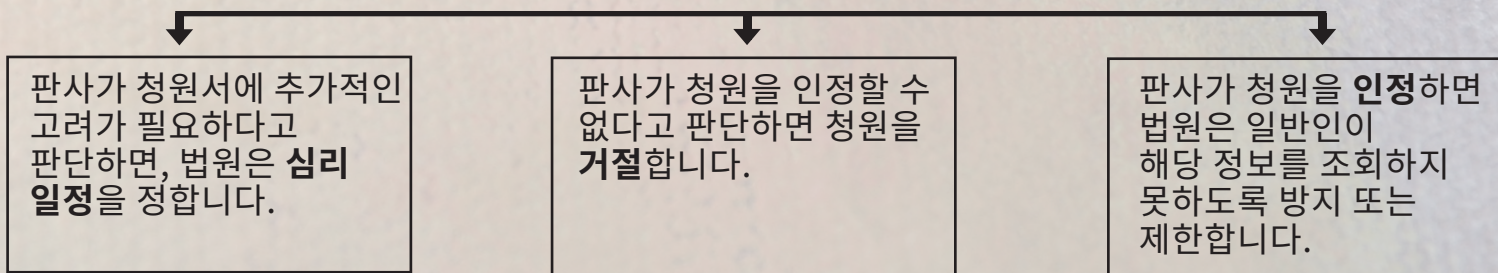 판사가 청원서에 추가적인
고려가 필요하다고
판단하면, 법원은 심리
일정을 정합니다.
판사가 청원을 인정할 수
없다고 판단하면 청원을
거절합니다.
판사가 청원을 인정하면
법원은 일반인이
해당 정보를 조회하지
못하도록 방지 또는
제한합니다.